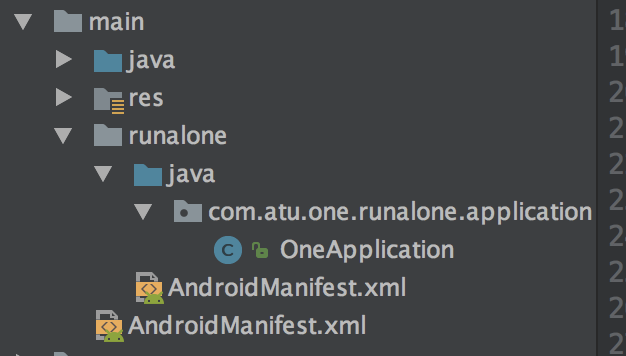 main
java
res
runalone
java
com.atu.one.runalone.application
C OneApplication
AndroidManifest.xml
AndroidManifest.xml